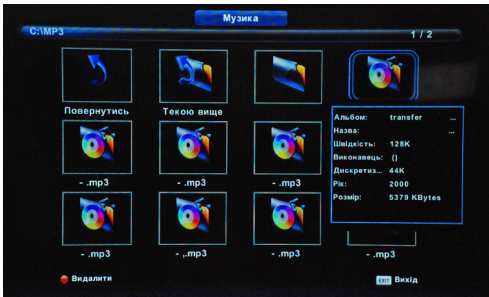 Музика
C:\MP3
1 / 2
Повернутись
Текою вище
Альбом: transfer ...
Назва: ...
Швидкість: 128K
Виконавець: ()
Дискретиз... 44K
Рік: 2000
Розмір: 5379 KBytes
- .mp3
- .mp3
- .mp3
- .mp3
- ,.mp3
- .mp3
- .mp3
Видалити
EXIT Вихід